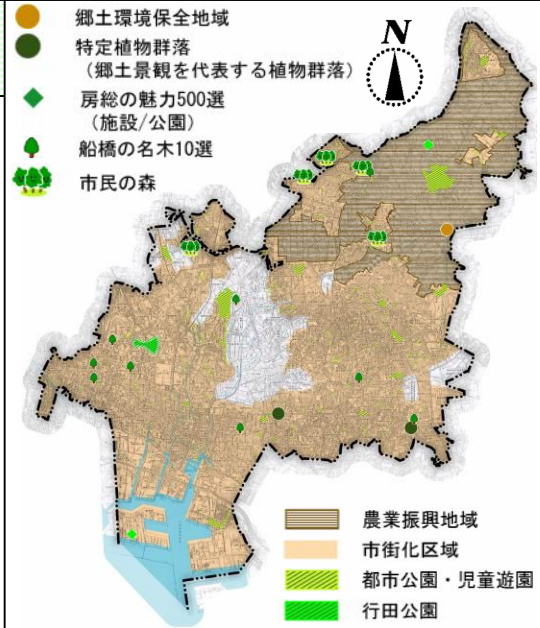 郷土環境保全地域
特定植物群落
（郷土景観を代表する植物群落）
房総の魅力500選
（施設/公園）
船橋の名木10選
市民の森
N
農業振興地域
市街化区域
都市公園・児童遊園
行田公園